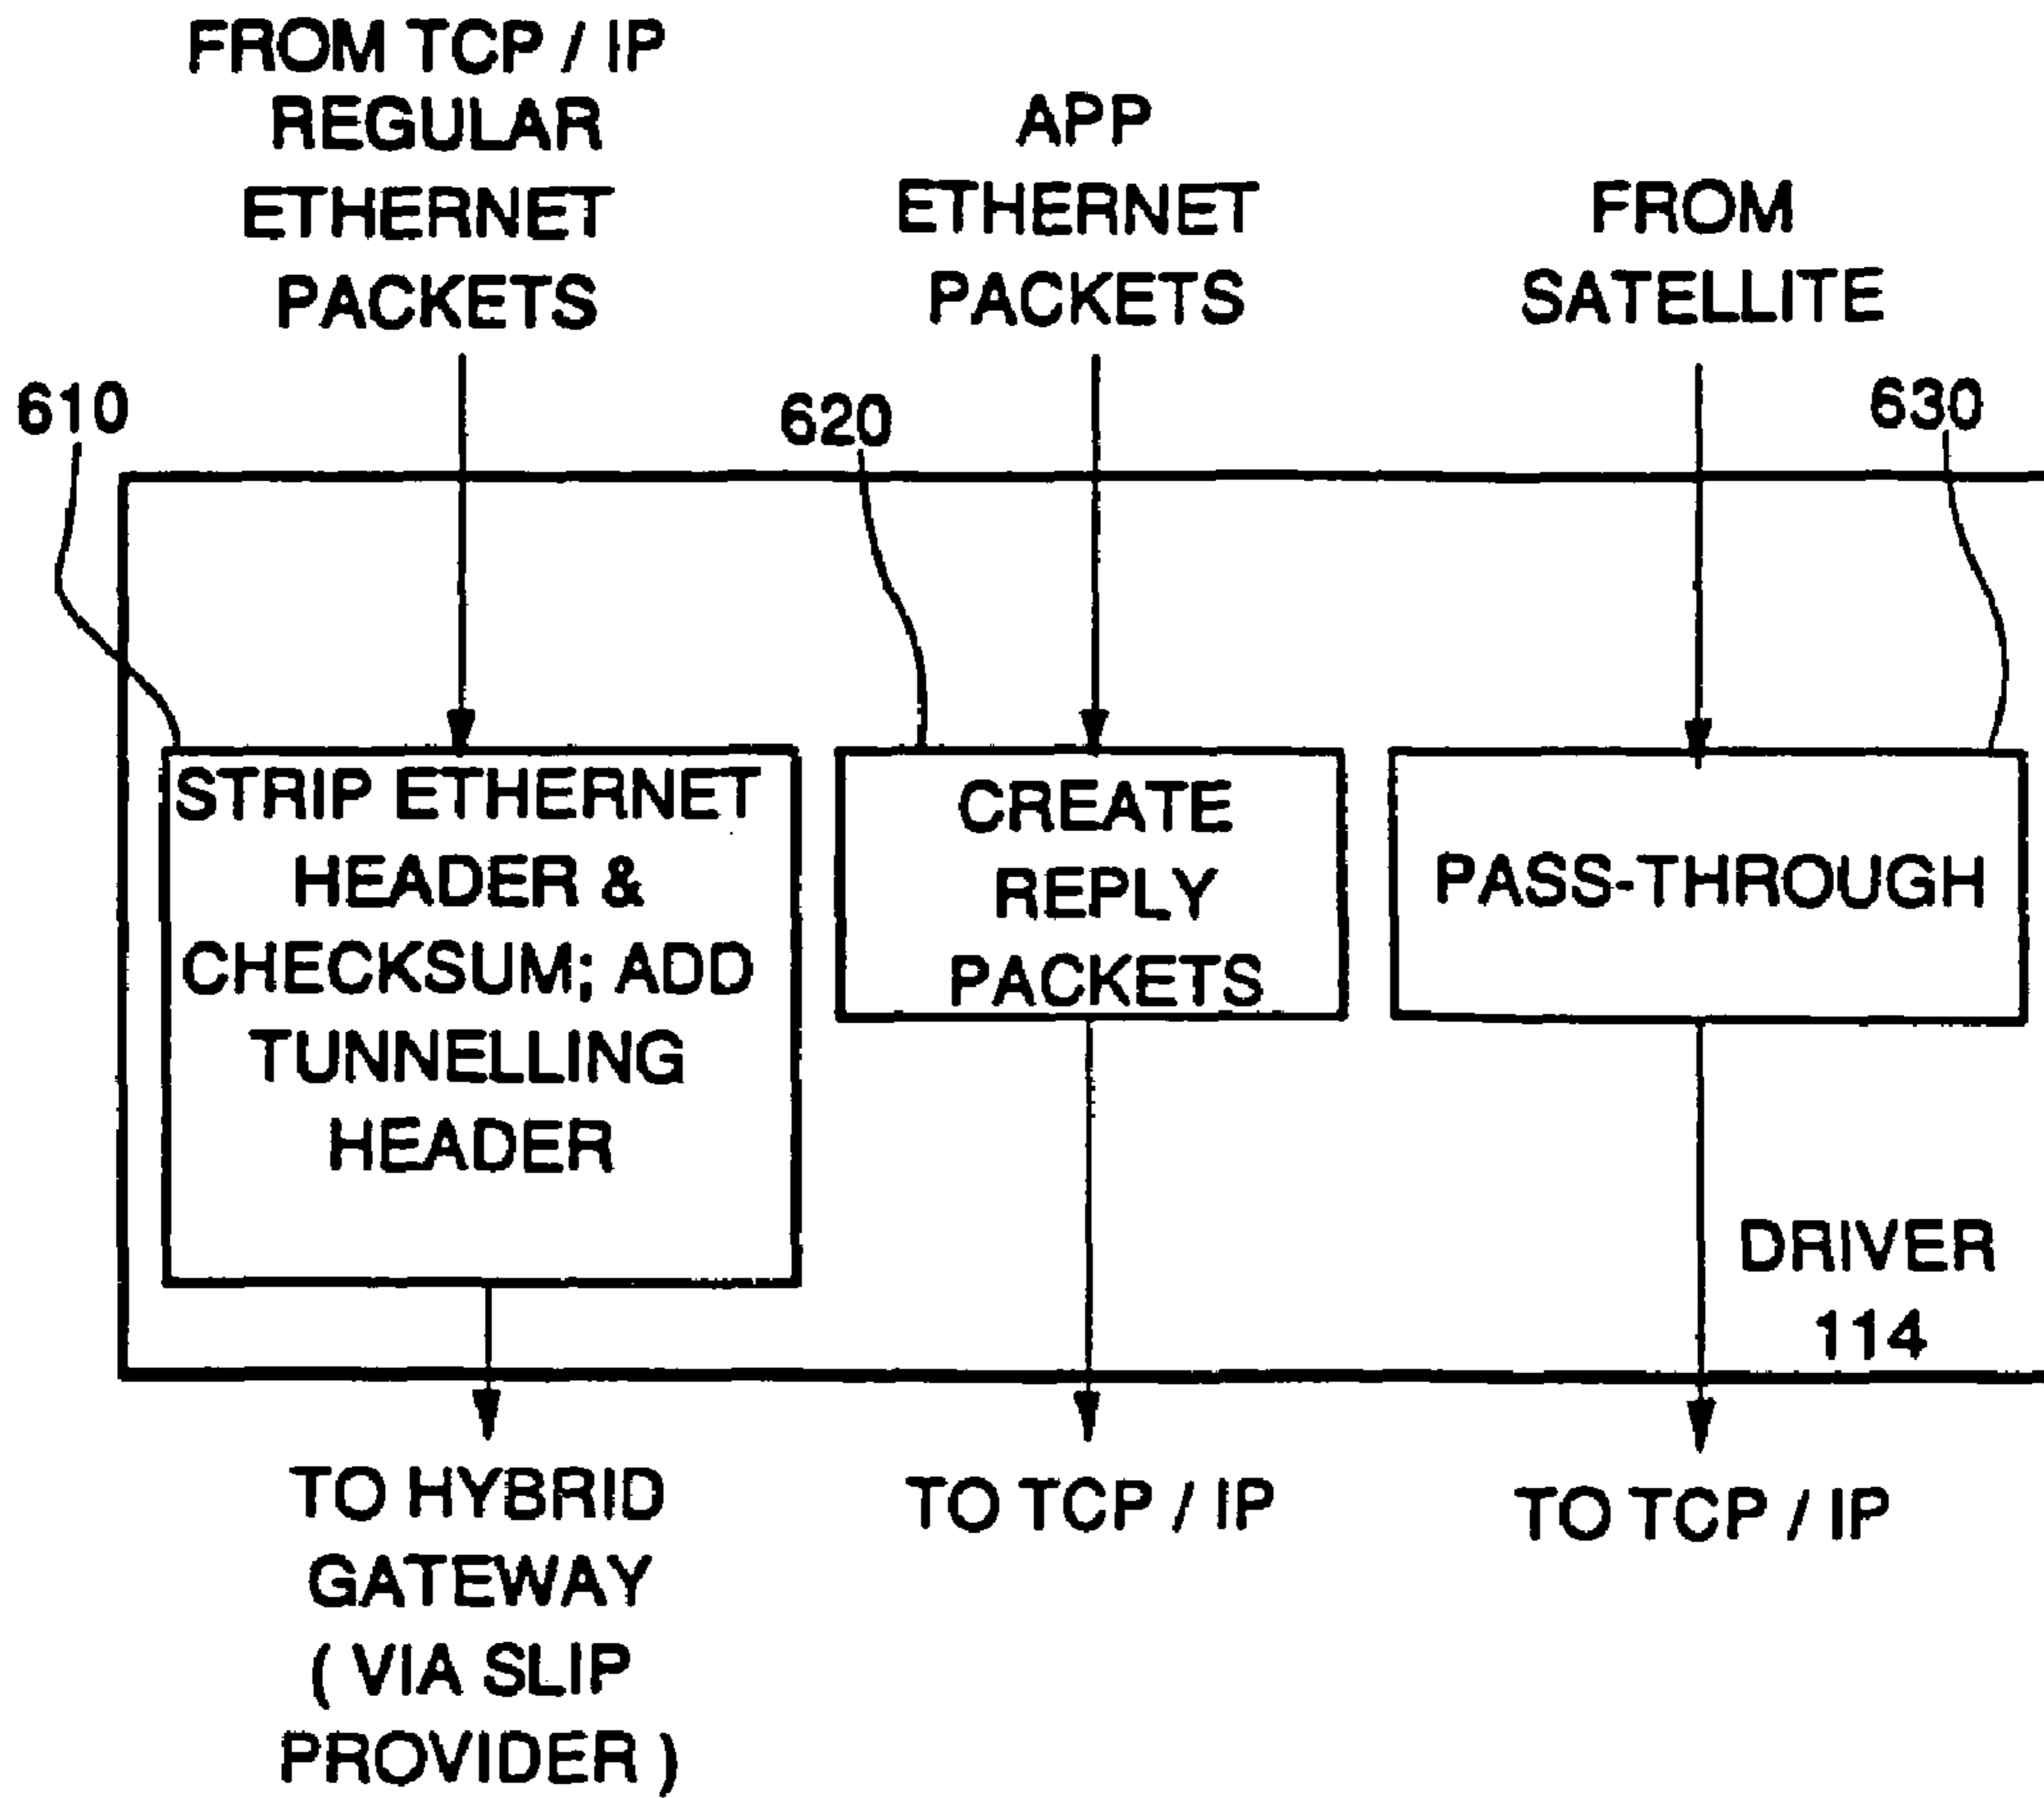 FROM TCP / IP
REGULAR
ETHERNET
PACKETS
APP
ETHERNET
PACKETS
FROM
SATELLITE
610
620
630
STRIP ETHERNET
HEADER &
CHECKSUM; ADD
TUNNELLING
HEADER
CREATE
REPLY
PACKETS
PASS-THROUGH
DRIVER
114
TO HYBRID
GATEWAY
( VIA SLIP
PROVIDER )
TO TCP / IP
TO TCP / IP